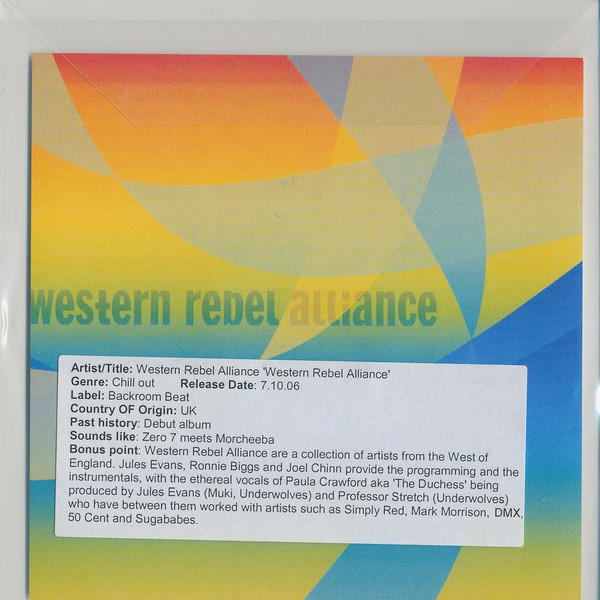 western rebel alliance
Artist/Title: Western Rebel Alliance 'Western Rebel Alliance'
Genre: Chill out Release Date: 7.10.06
Label: Backroom Beat
Country OF Origin: UK
Past history: Debut album
Sounds like: Zero 7 meets Morcheeba
Bonus point: Western Rebel Alliance are a collection of artists from the West of
England. Jules Evans, Ronnie Biggs and Joel Chinn provide the programming and the
instrumentals, with the ethereal vocals of Paula Crawford aka 'The Duchess' being
produced by Jules Evans (Muki, Underwolves) and Professor Stretch (Underwolves)
who have between them worked with artists such as Simply Red, Mark Morrison, DMX,
50 Cent and Sugababes.